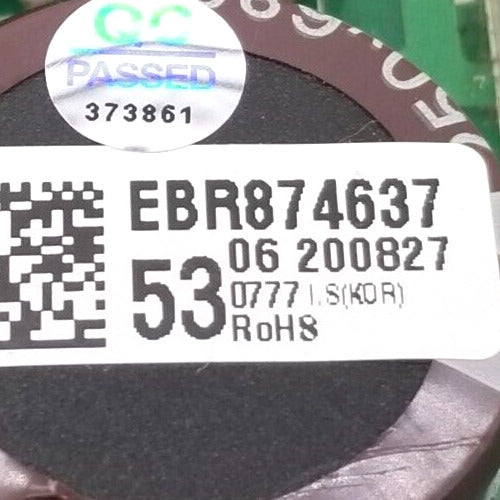 QC
PASSED
373861
EBR874637
53
06 200827
0777 I.S(KOR)
RoHS